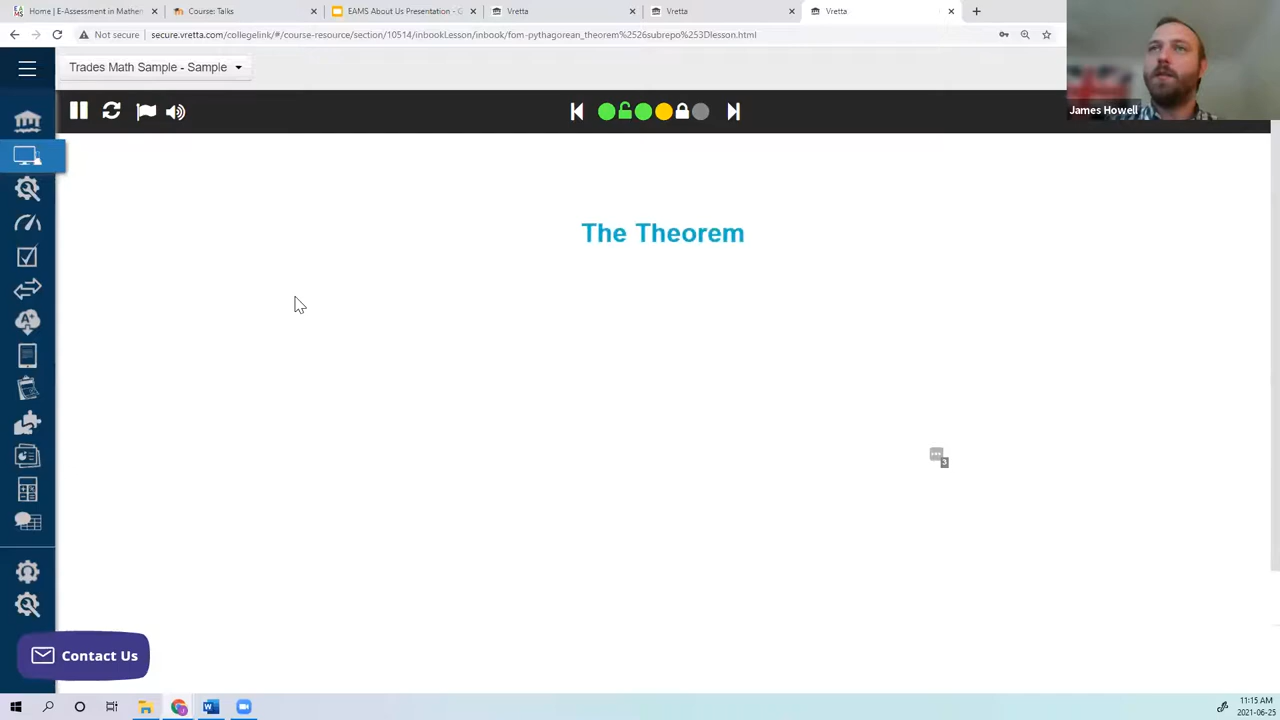 Home | E-Assessment in Mather
Course: Talks
EAMS About Us Presentation - G
Vretta
Vretta
Vretta
Not secure | secure.vretta.com/collegelink/#/course-resource/section/10514/inbookLesson/inbook/fom-pythagorean_theorem%2526subrepo%253Dlesson.html
Trades Math Sample - Sample
James Howell
The Theorem
3
Contact Us
11:15 AM
2021-06-25